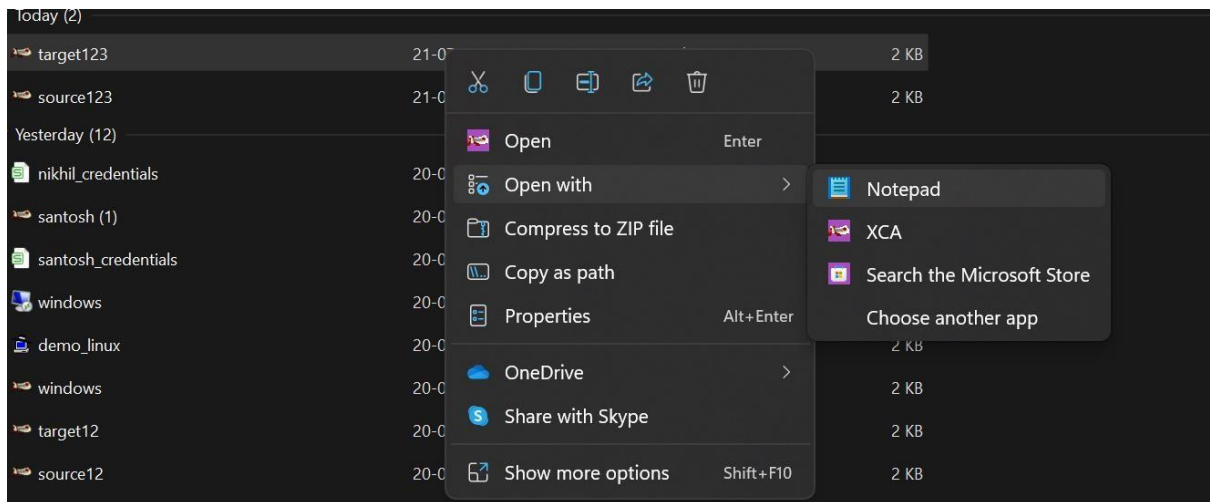 Today (2)
target123 21-07 2 KB
source123 21-0 2 KB
Yesterday (12)
Open Enter
nikhil_credentials 20-0
Open with
Notepad
santosh (1) 20-0
XCA
Compress to ZIP file
santosh_credentials 20-0
Copy as path
Search the Microsoft Store
windows 20-0
Properties Alt+Enter
Choose another app
demo_linux 20-0 2 KB
OneDrive
windows 20-0 2 KB
Share with Skype
target12 20-0 2 KB
source12 20-0 2 KB
Show more options Shift+F10